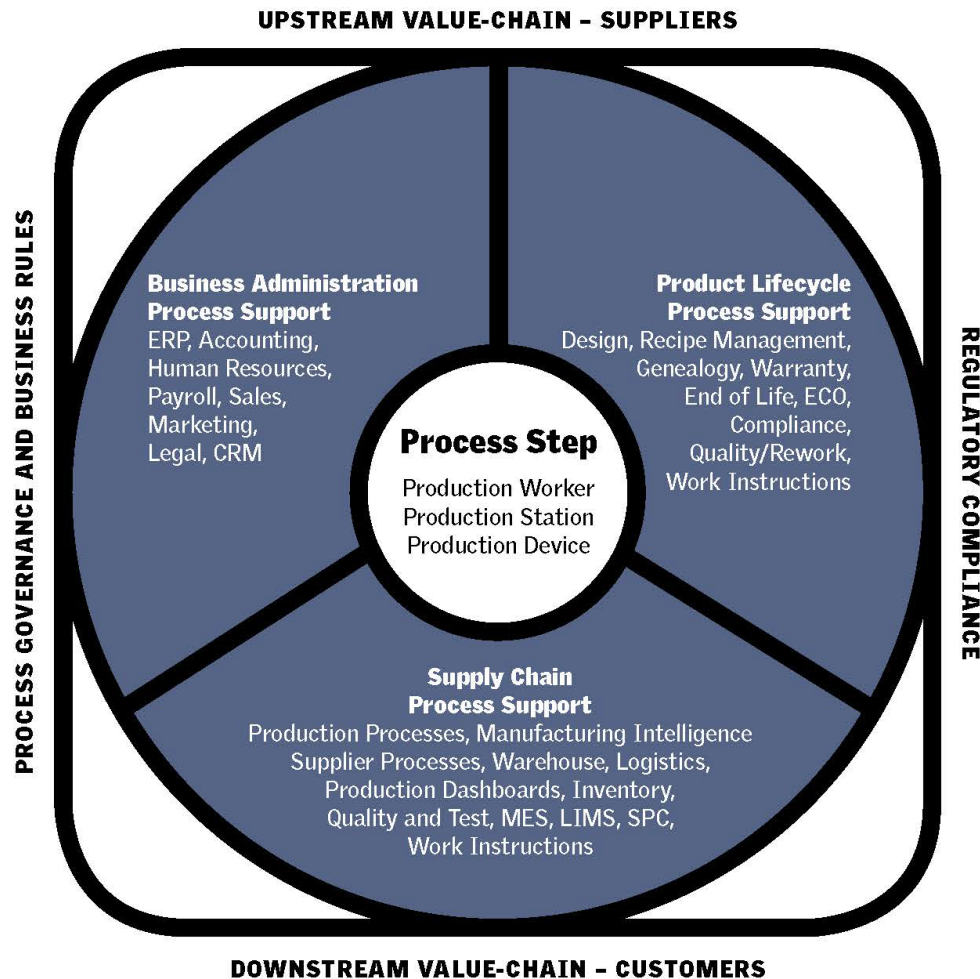 UPSTREAM VALUE-CHAIN – SUPPLIERS
PROCESS GOVERNANCE AND BUSINESS RULES
Business Administration
Process Support
ERP, Accounting,
Human Resources,
Payroll, Sales,
Marketing,
Legal, CRM
Product Lifecycle
Process Support
Design, Recipe Management,
Genealogy, Warranty,
End of Life, ECO,
Compliance,
Quality/Rework,
Work Instructions
REGULATORY COMPLIANCE
Process Step
Production Worker
Production Station
Production Device
Supply Chain
Process Support
Production Processes, Manufacturing Intelligence
Supplier Processes, Warehouse, Logistics,
Production Dashboards, Inventory,
Quality and Test, MES, LIMS, SPC,
Work Instructions
DOWNSTREAM VALUE-CHAIN – CUSTOMERS